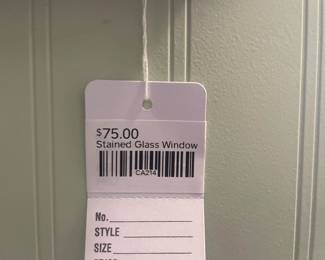 $75.00
Stained Glass Window
CA214
No.
STYLE
SIZE